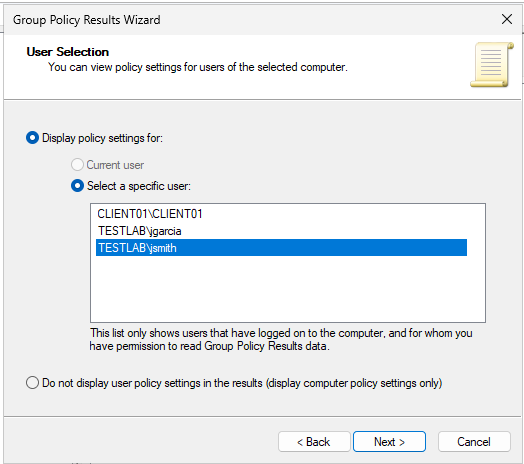 Group Policy Results Wizard
User Selection
You can view policy settings for users of the selected computer.
Display policy settings for:
Current user
Select a specific user:
CLIENT01\CLIENT01
TESTLAB\jgarcia
TESTLAB\jsmith
This list only shows users that have logged on to the computer, and for whom you
have permission to read Group Policy Results data.
Do not display user policy settings in the results (display computer policy settings only)
< Back
Next >
Cancel